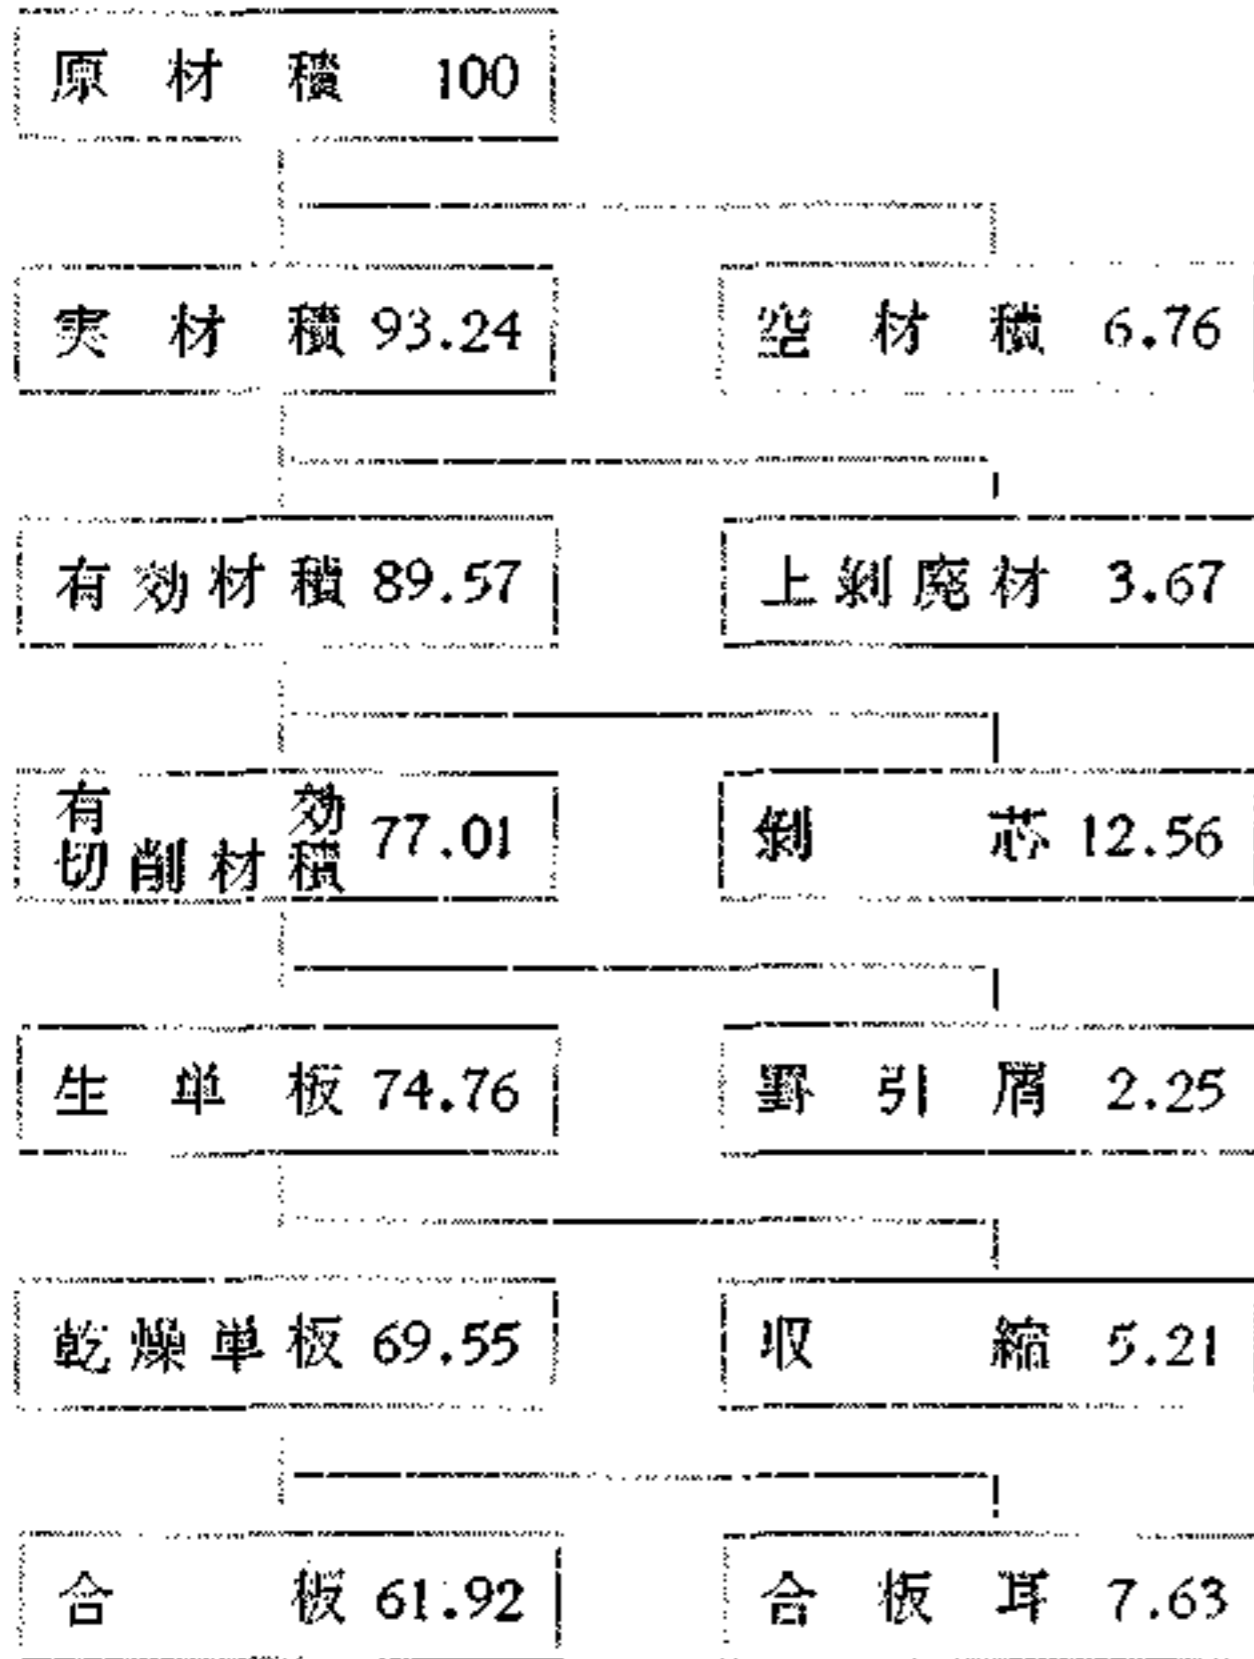 原材積 100
実材積 93.24
空材積 6.76
有効材積 89.57
上剝廃材 3.67
有効
切削材積 77.01
剝芯 12.56
生単板 74.76
罫引屑 2.25
乾燥単板 69.55
収縮 5.21
合板 61.92
合板耳 7.63